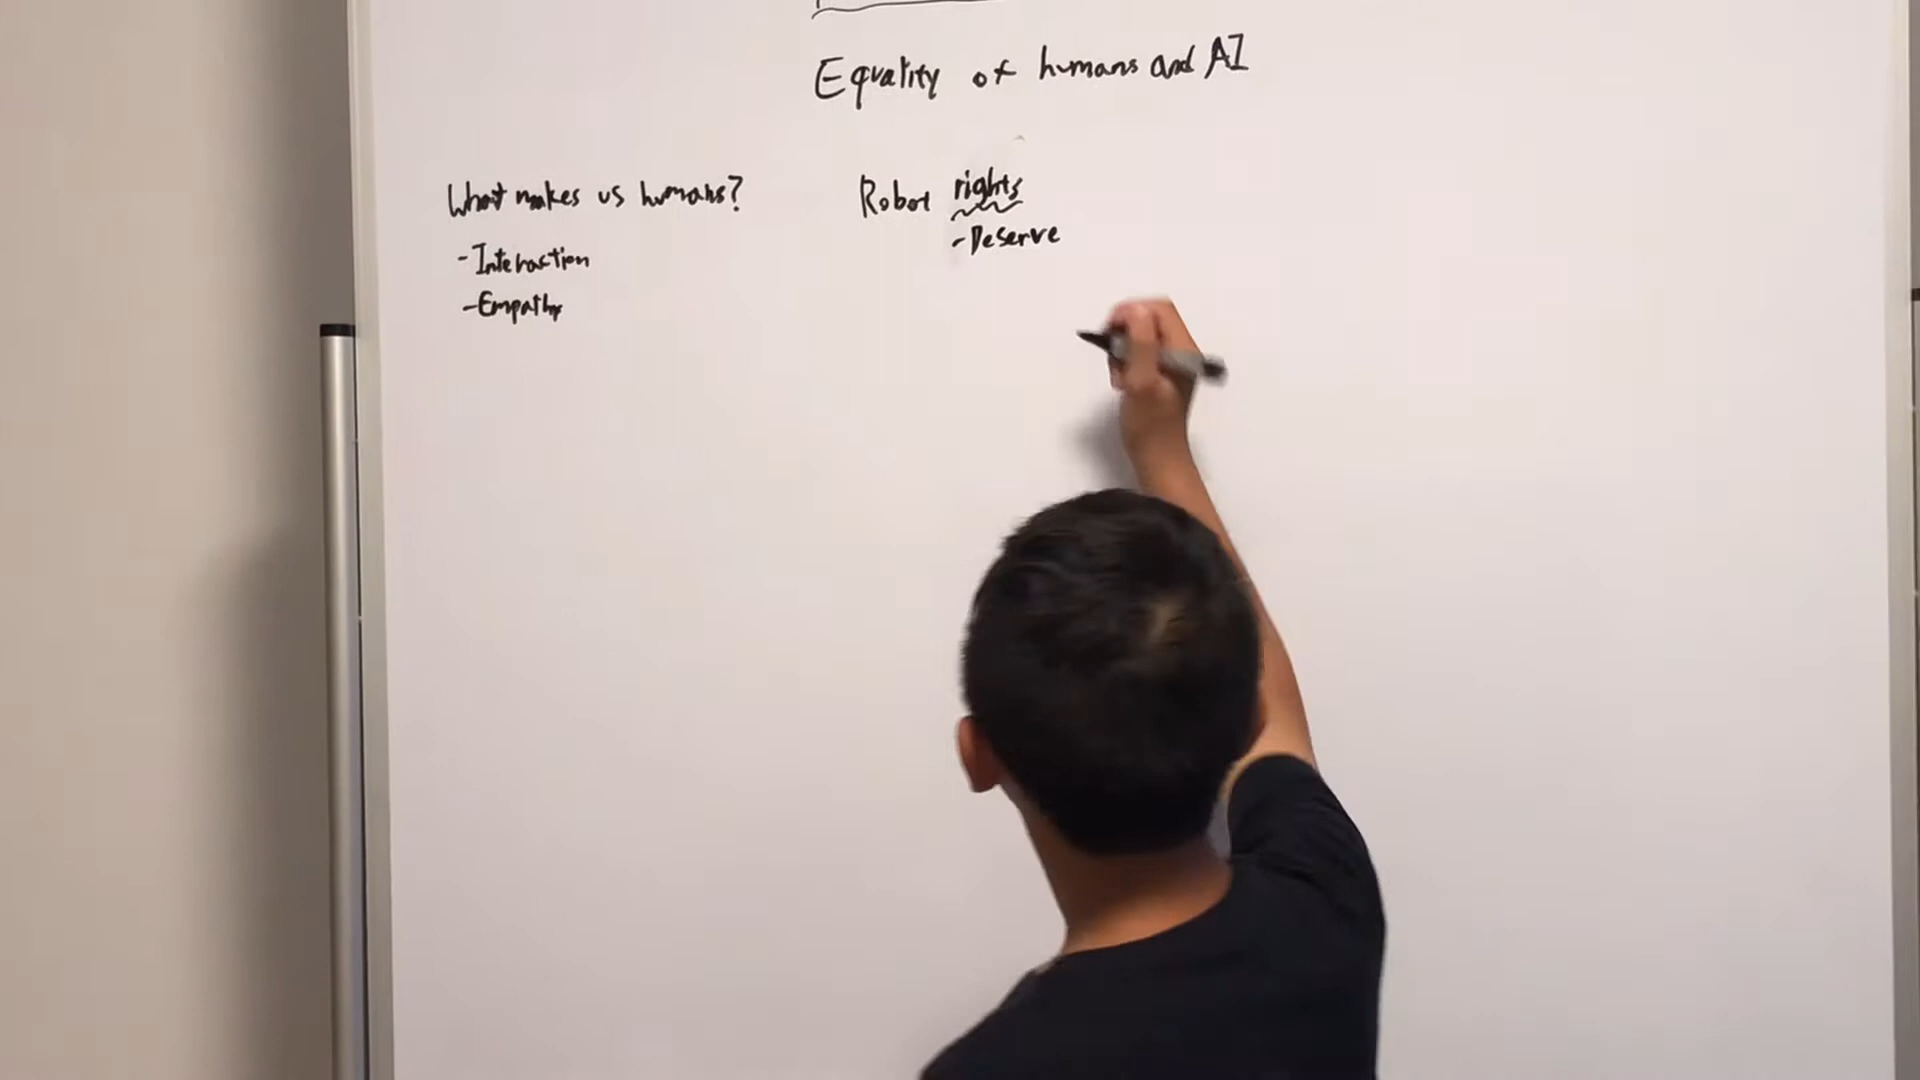 Equality of humans and AI
What makes us humans?
- Interaction
- Empathy
Robot rights
- Deserve